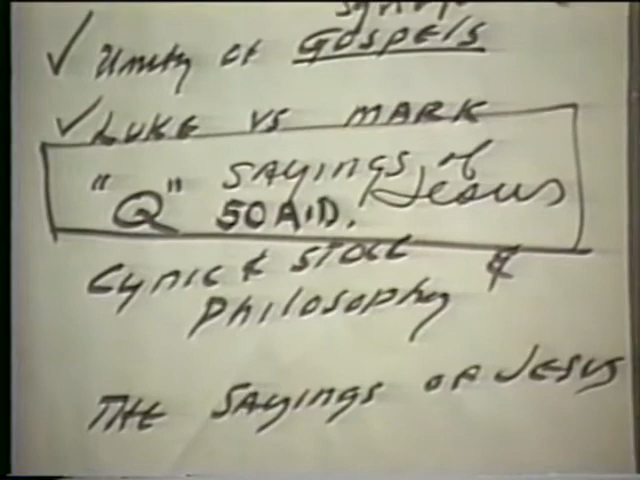 ✓ Unity of GOSPELS
✓ LUKE VS MARK
SAYINGS of
"Q" 50 A.D. Jesus
Cynic & STOIC &
Philosophy
THE SAYINGS OF JESUS